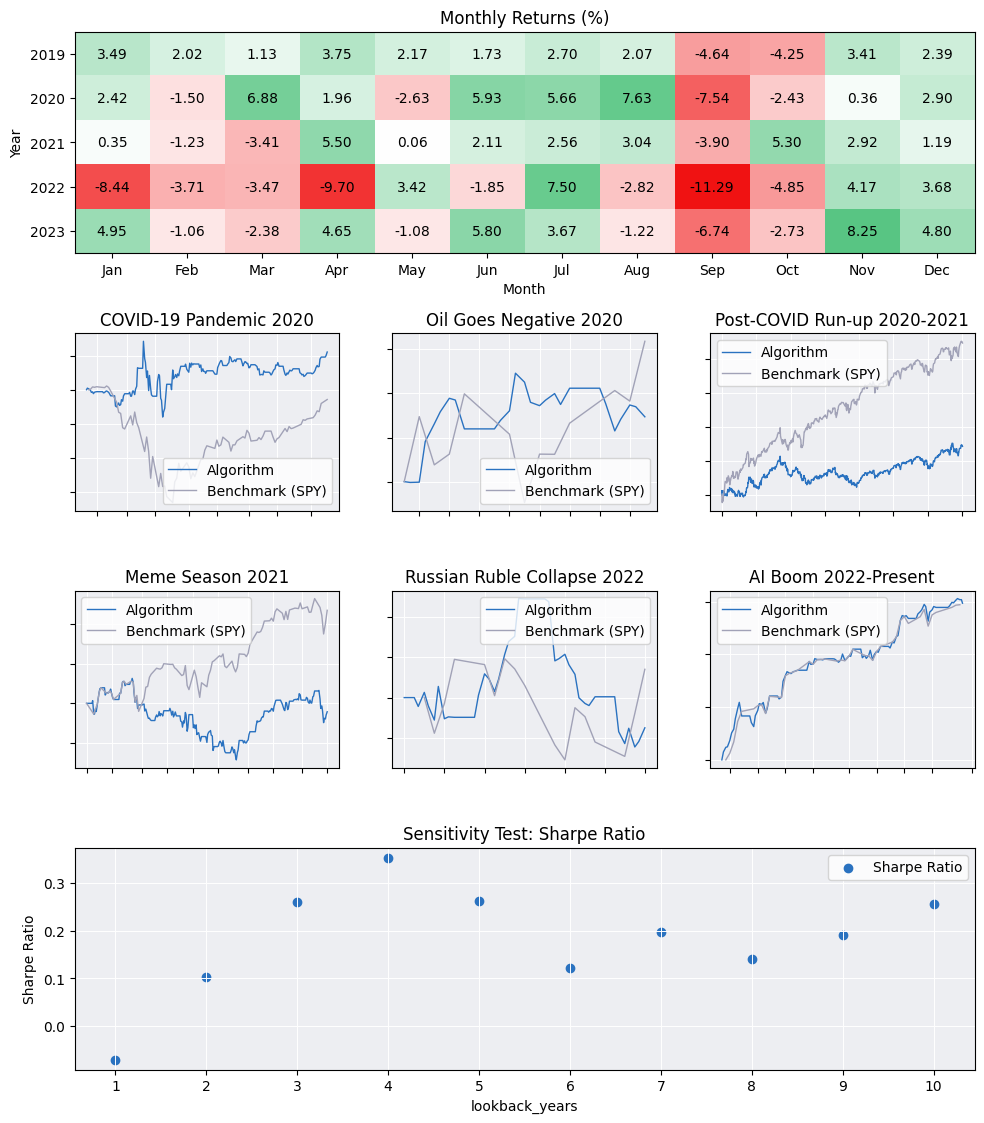 Monthly Returns (%)
Year
2019 3.49 2.02 1.13 3.75 2.17 1.73 2.70 2.07 -4.64 -4.25 3.41 2.39
2020 2.42 -1.50 6.88 1.96 -2.63 5.93 5.66 7.63 -7.54 -2.43 0.36 2.90
2021 0.35 -1.23 -3.41 5.50 0.06 2.11 2.56 3.04 -3.90 5.30 2.92 1.19
2022 -8.44 -3.71 -3.47 -9.70 3.42 -1.85 7.50 -2.82 -11.29 -4.85 4.17 3.68
2023 4.95 -1.06 -2.38 4.65 -1.08 5.80 3.67 -1.22 -6.74 -2.73 8.25 4.80
Jan Feb Mar Apr May Jun Jul Aug Sep Oct Nov Dec
Month
COVID-19 Pandemic 2020
Algorithm
Benchmark (SPY)
Oil Goes Negative 2020
Algorithm
Benchmark (SPY)
Post-COVID Run-up 2020-2021
Algorithm
Benchmark (SPY)
Meme Season 2021
Algorithm
Benchmark (SPY)
Russian Ruble Collapse 2022
Algorithm
Benchmark (SPY)
AI Boom 2022-Present
Algorithm
Benchmark (SPY)
Sensitivity Test: Sharpe Ratio
Sharpe Ratio
Sharpe Ratio
0.3
0.2
0.1
0.0
1 2 3 4 5 6 7 8 9 10
lookback_years